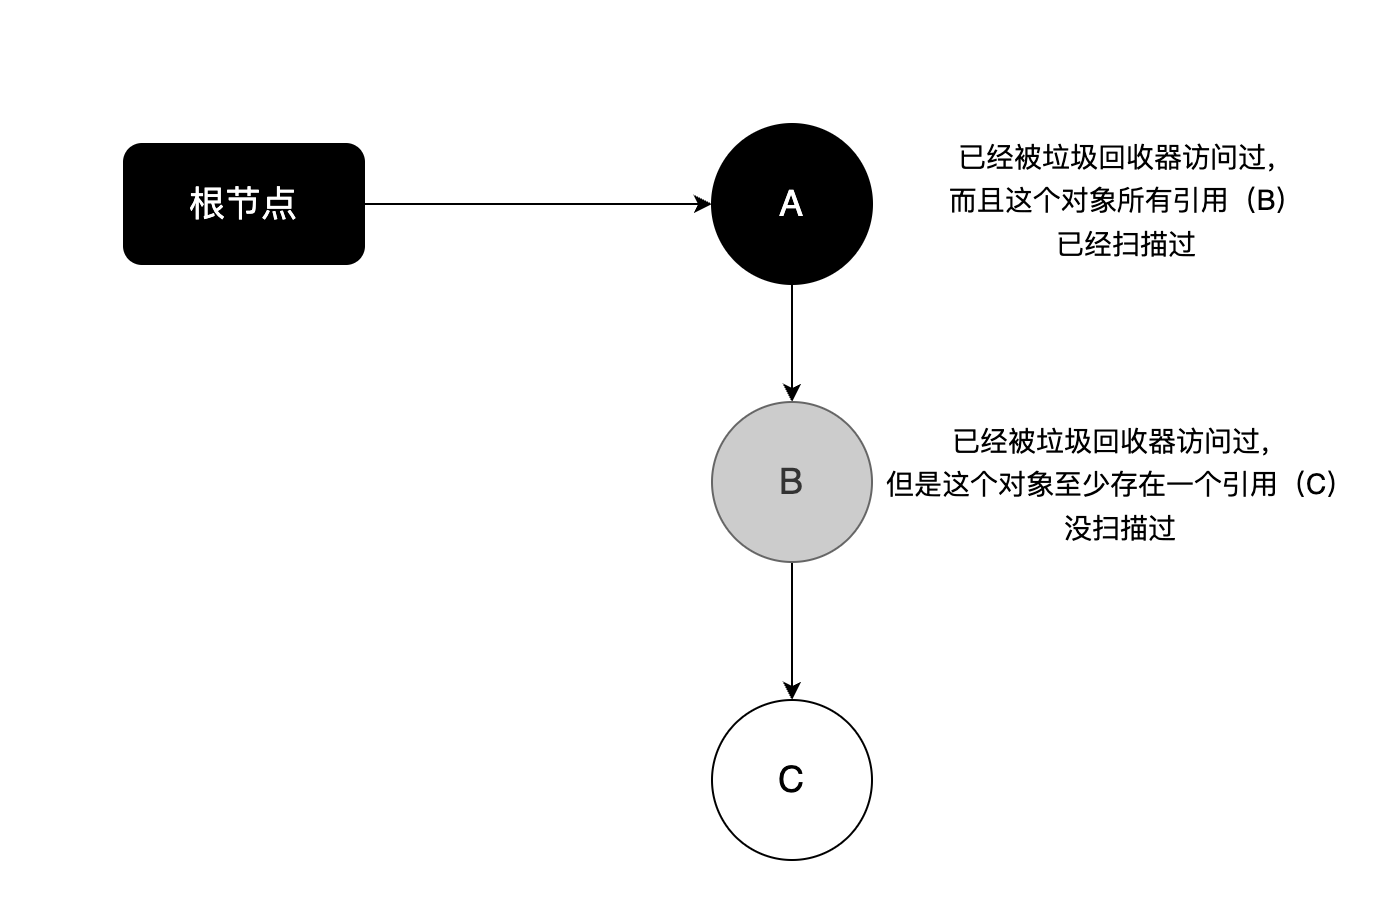 根节点
A
已经被垃圾回收器访问过，
而且这个对象所有引用（B）
已经扫描过
B
已经被垃圾回收器访问过，
但是这个对象至少存在一个引用（C）
没扫描过
C